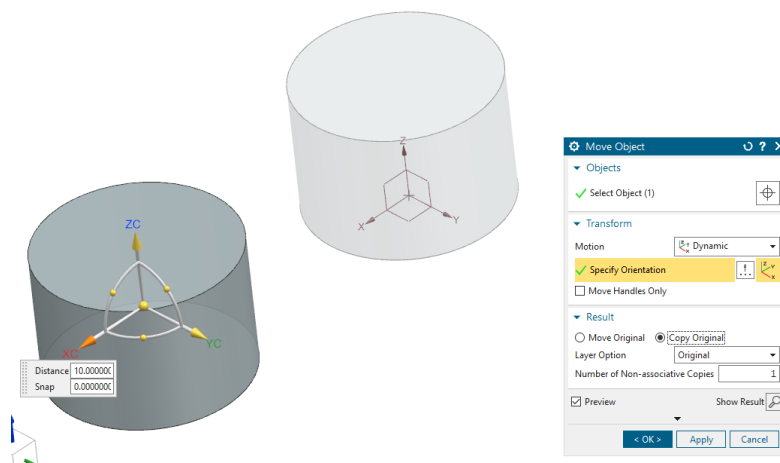 Z
X
Y
ZC
XC
YC
Distance 10.000000
Snap 0.000000
Move Object
Objects
Select Object (1)
Transform
Motion Dynamic
Specify Orientation
Move Handles Only
Result
Move Original Copy Original
Layer Option Original
Number of Non-associative Copies 1
Preview Show Result
< OK > Apply Cancel